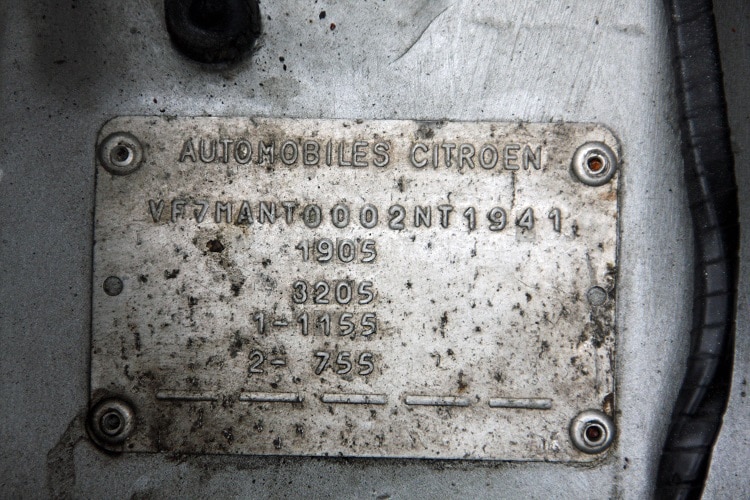 AUTOMOBILES CITROEN
VF7MANT0002NT1941
1905
3205
1-1155
2- 755